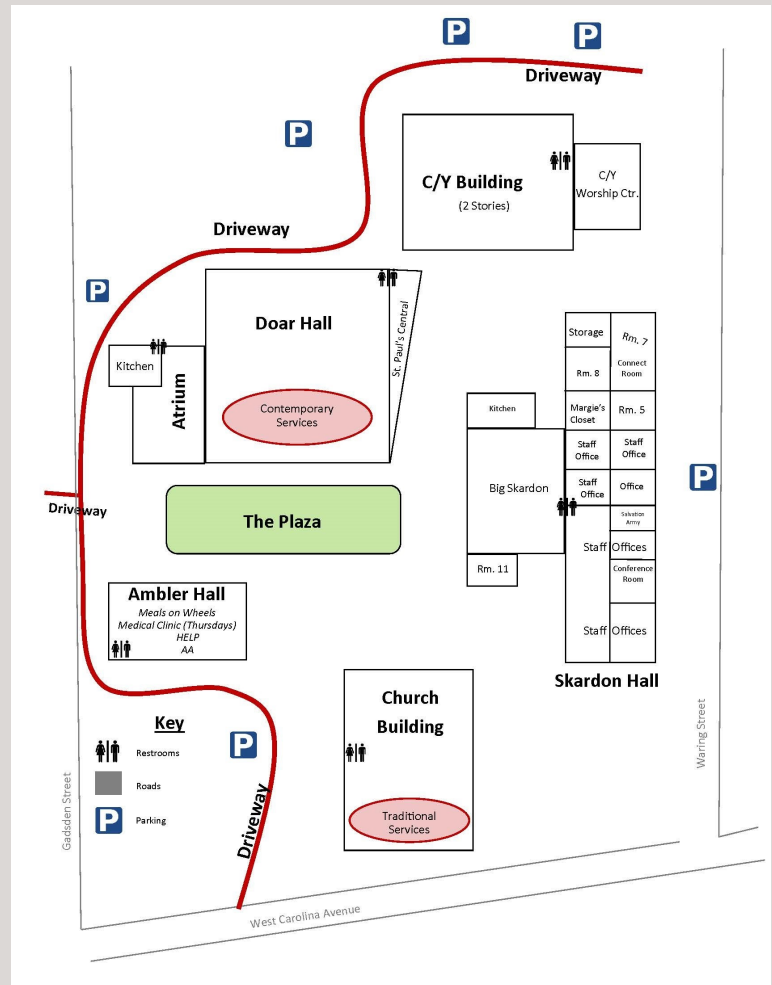 P
P
Driveway
P
C/Y Building
(2 Stories)
C/Y
Worship Ctr.
Driveway
P
Doar Hall
St. Paul's Central
Kitchen
Atrium
Contemporary
Services
Storage
Rm. 7
Rm. 8
Connect
Room
Kitchen
Margie's
Closet
Rm. 5
Staff
Office
Staff
Office
Big Skardon
Staff
Office
Office
P
Salvation
Army
Staff Offices
Conference
Room
Rm. 11
Staff Offices
Skardon Hall
Driveway
The Plaza
Ambler Hall
Meals on Wheels
Medical Clinic (Thursdays)
HELP
AA
Church
Building
Traditional
Services
Key
Restrooms
Roads
P
Parking
P
Driveway
Gadsden Street
Waring Street
West Carolina Avenue